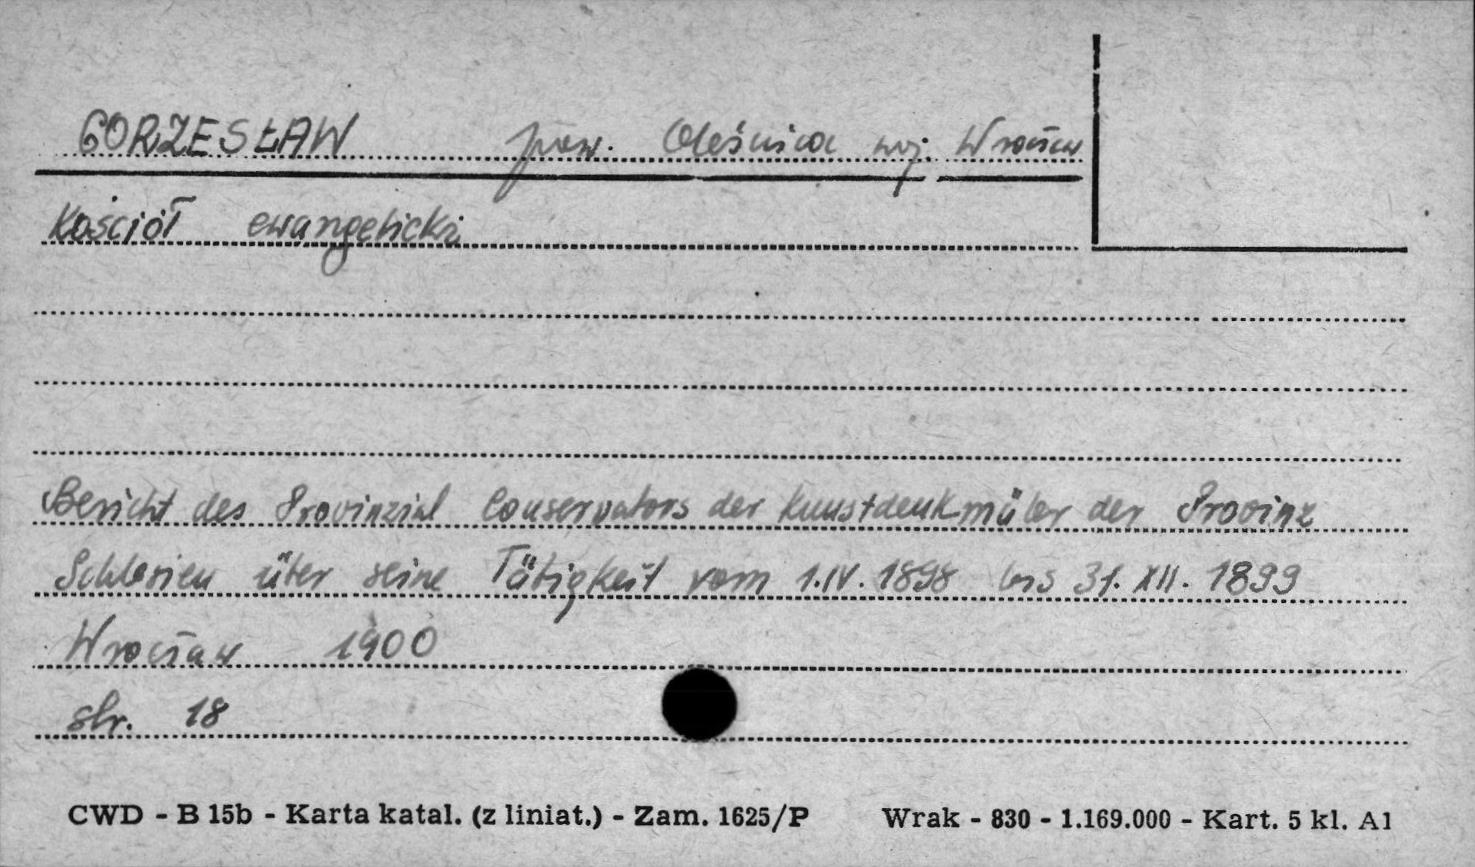 GORZESŁAW pow. Oleśnica woj. Wrocław
Kościół ewangelicki
Bericht des Provinzial Conservators der Kunstdenkmäler der Provinz
Schlesien über seine Tätigkeit vom 1.IV.1898 bis 31.XII.1899
Wrocław 1900
str. 18
CWD - B 15b - Karta katal. (z liniat.) - Zam. 1625/P Wrak - 830 - 1.169.000 - Kart. 5 kl. A1